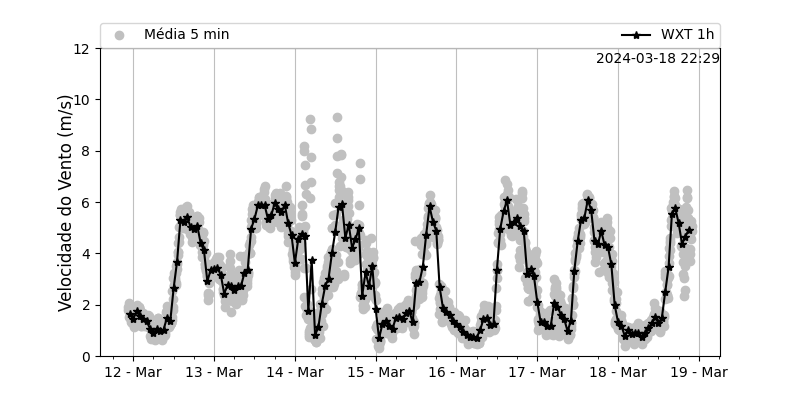 Média 5 min
WXT 1h
2024-03-18 22:29
Velocidade do Vento (m/s)
12
10
8
6
4
2
0
12 - Mar 13 - Mar 14 - Mar 15 - Mar 16 - Mar 17 - Mar 18 - Mar 19 - Mar